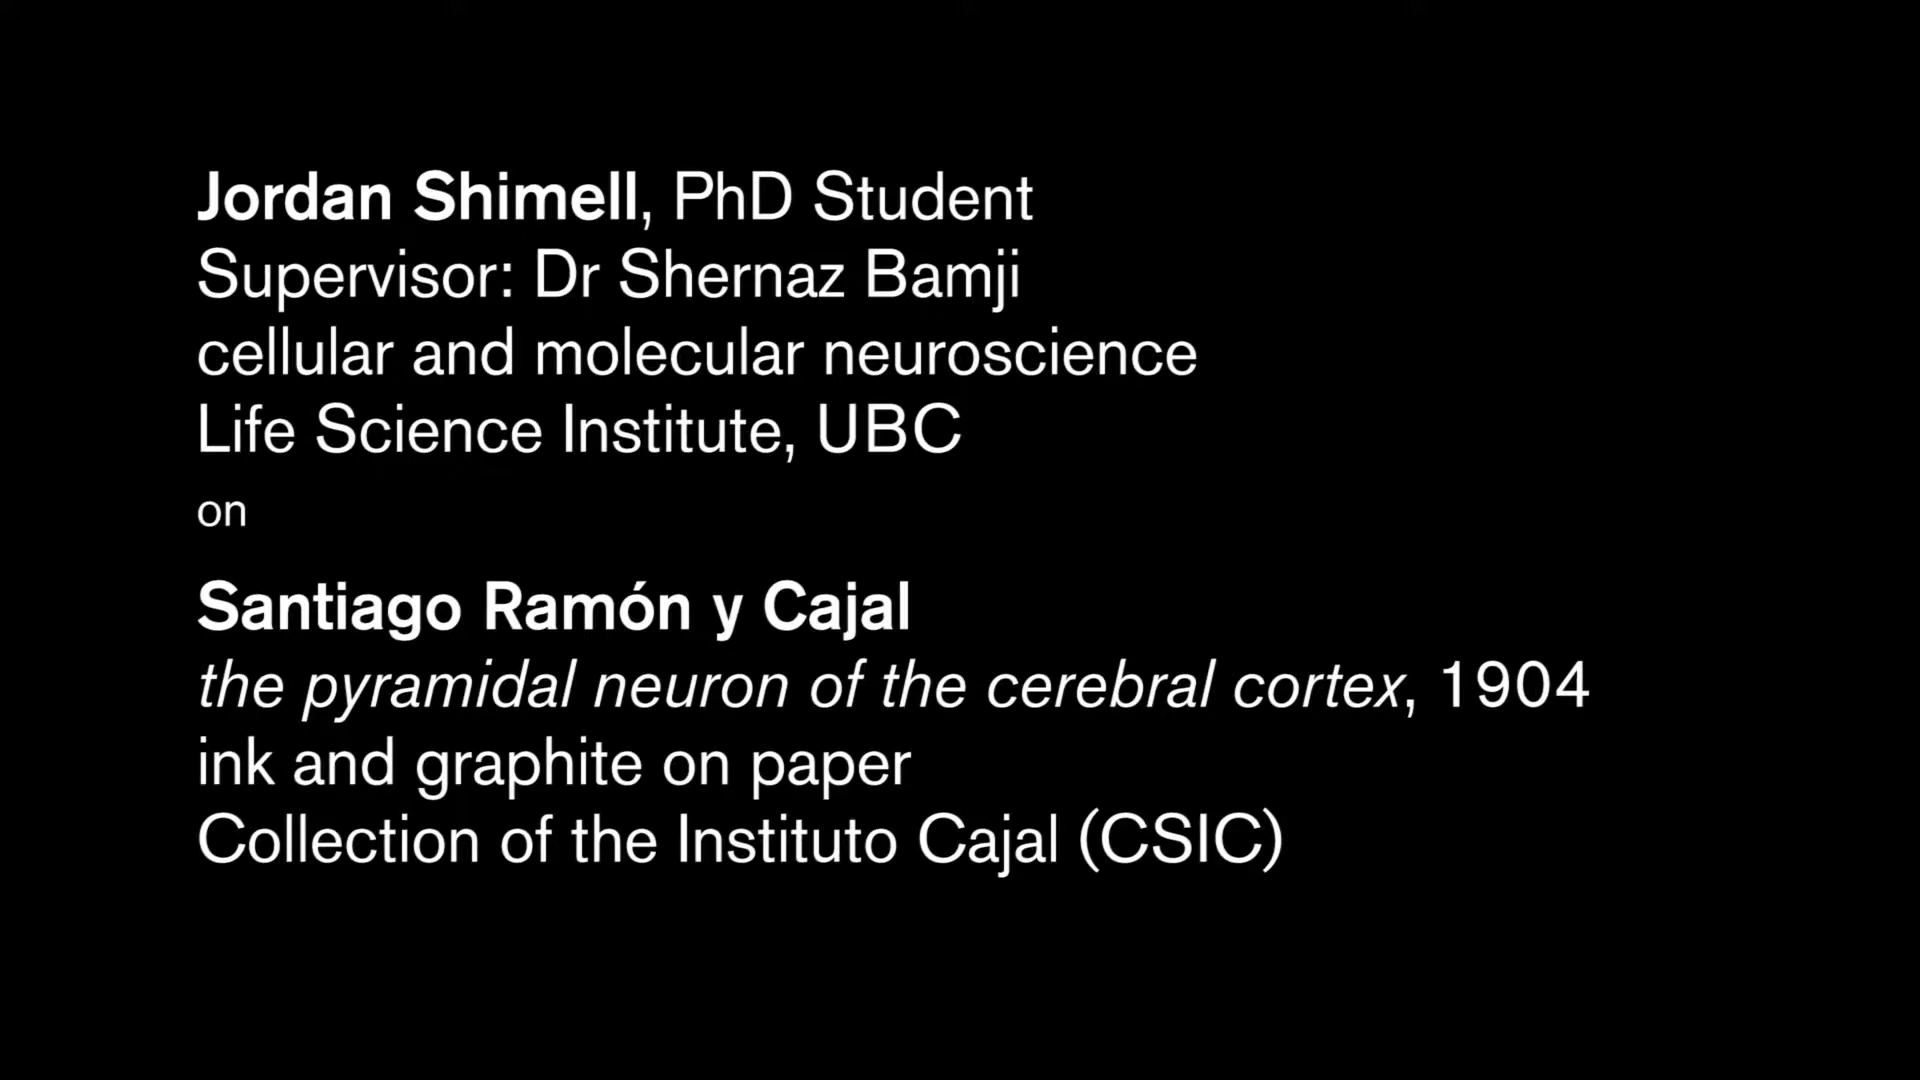 Jordan Shimell, PhD Student
Supervisor: Dr Shernaz Bamji
cellular and molecular neuroscience
Life Science Institute, UBC
on
Santiago Ramón y Cajal
the pyramidal neuron of the cerebral cortex, 1904
ink and graphite on paper
Collection of the Instituto Cajal (CSIC)